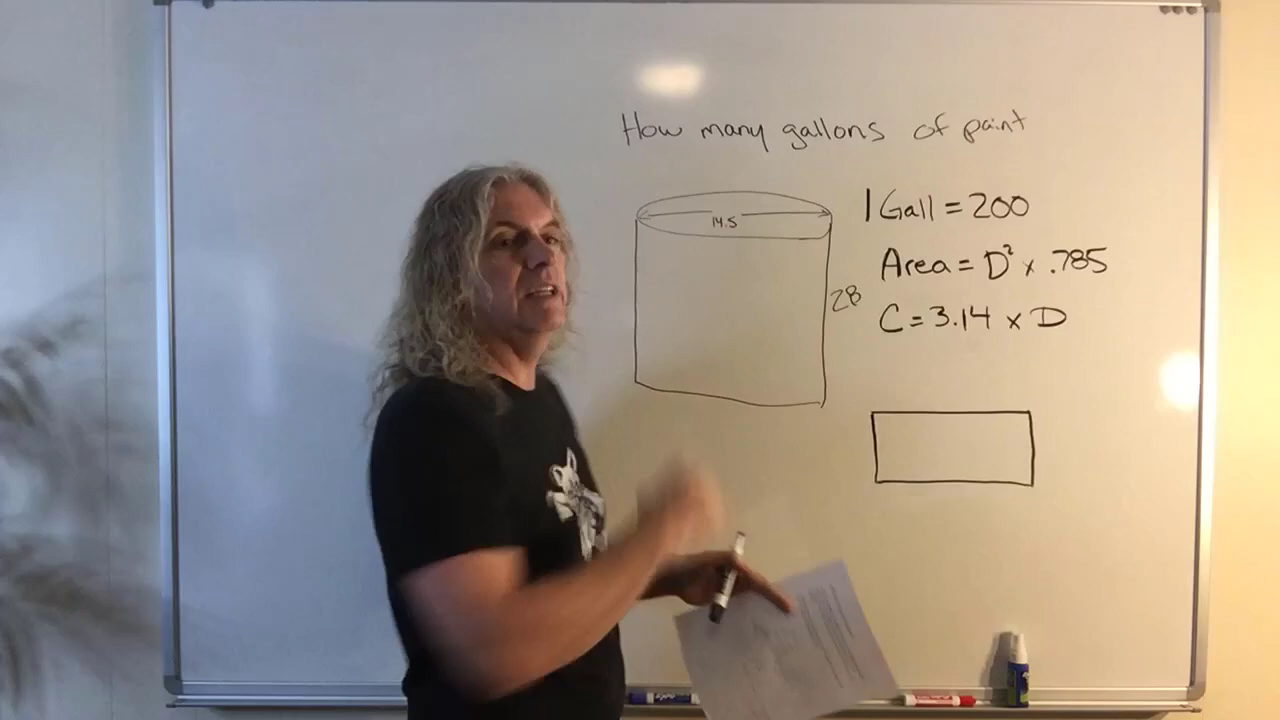 How many gallons of paint
14.5
28
1 Gall = 200
Area = D² x .785
C = 3.14 x D